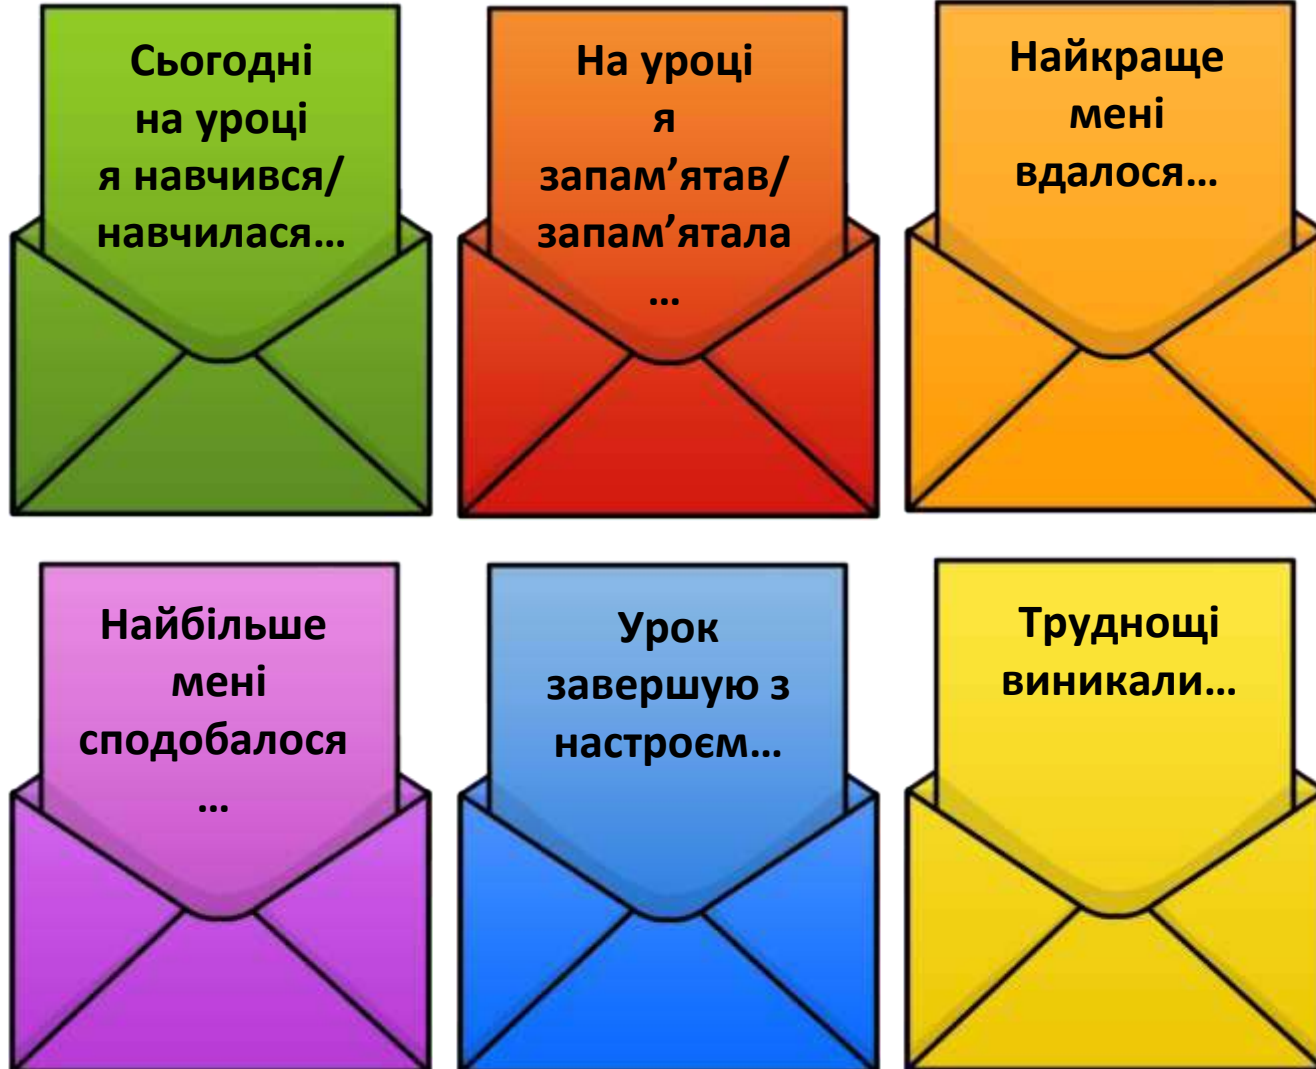 Сьогодні
на уроці
я навчився/
навчилася…
На уроці
я
запам’ятав/
запам’ятала
…
Найкраще
мені
вдалося…
Найбільше
мені
сподобалося
…
Урок
завершую з
настроєм…
Труднощі
виникали…